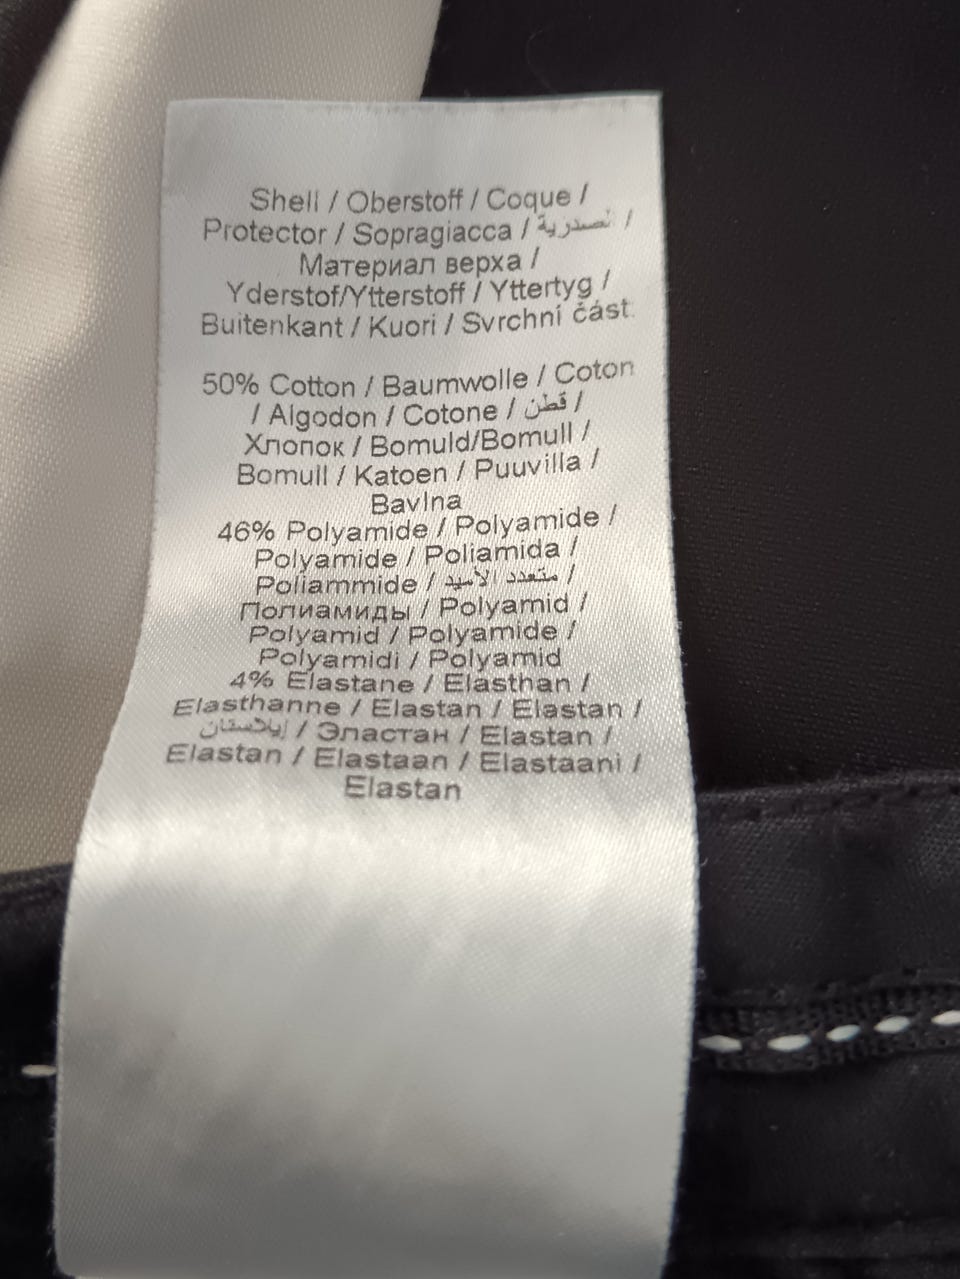 Shell / Oberstoff / Coque /
Protector / Sopragiacca / الصدرية /
Материал верха /
Yderstof/Ytterstoff / Yttertyg /
Buitenkant / Kuori / Svrchní část:
50% Cotton / Baumwolle / Coton
/ Algodon / Cotone / قطن /
Хлопок / Bomuld/Bomull /
Bomull / Katoen / Puuvilla /
Bavlna
46% Polyamide / Polyamide /
Polyamide / Poliamida /
Poliammide / متعدد الأميد /
Полиамиды / Polyamid /
Polyamid / Polyamide /
Polyamidi / Polyamid
4% Elastane / Elasthan /
Elasthanne / Elastan / Elastan /
إيلاستان / Эластан / Elastan /
Elastan / Elastaan / Elastaani /
Elastan